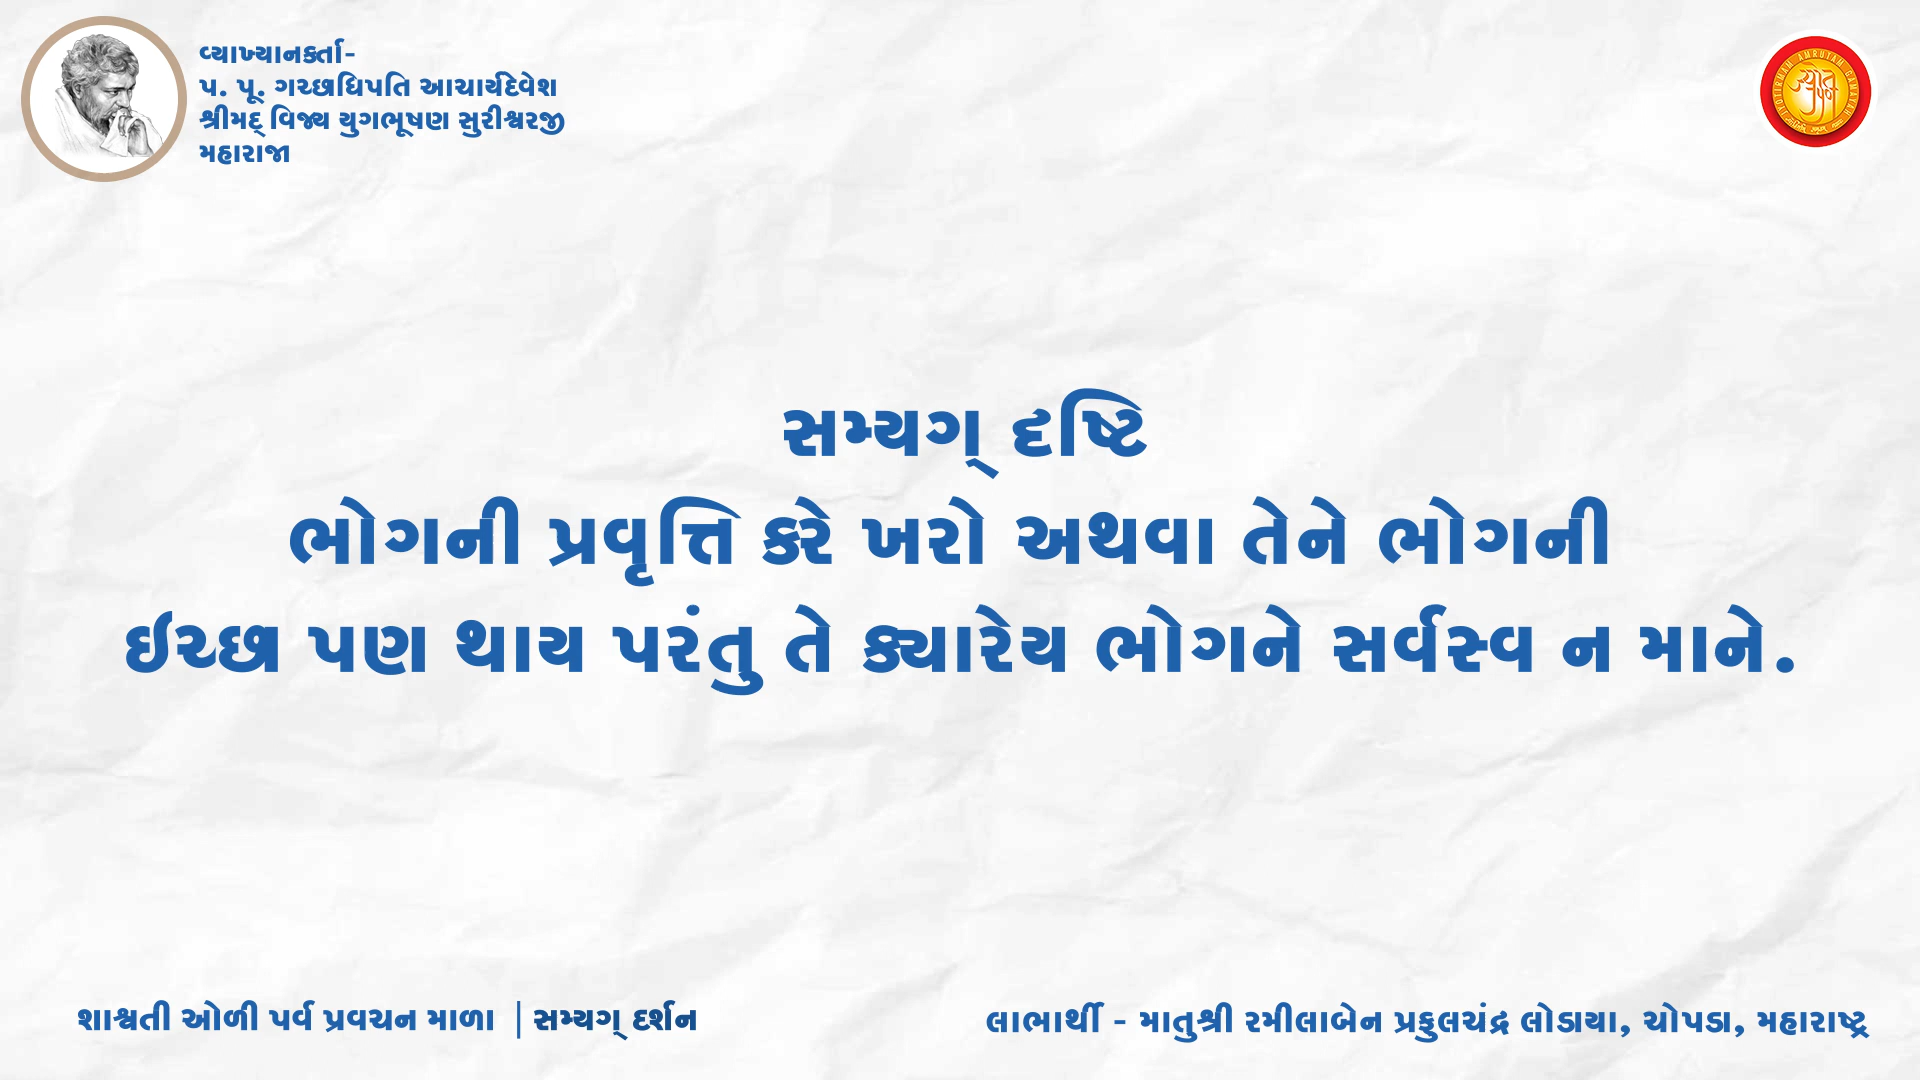 વ્યાખ્યાનકર્તા-
પ. પૂ. ગચ્છાધિપતિ આચાર્યદેવેશ
શ્રીમદ્ વિજય યુગભૂષણ સુરીશ્વરજી
મહારાજા
સમ્યગ્ દૃષ્ટિ
ભોગની પ્રવૃત્તિ કરે ખરો અથવા તેને ભોગની
ઇચ્છા પણ થાય પરંતુ તે ક્યારેય ભોગને સર્વસ્વ ન માને.
શાશ્વતી ઓળી પર્વ પ્રવચન માળા | સમ્યગ્ દર્શન
લાભાર્થી - માતુશ્રી રમીલાબેન પ્રફુલચંદ્ર લોડાયા, ચોપડા, મહારાષ્ટ્ર